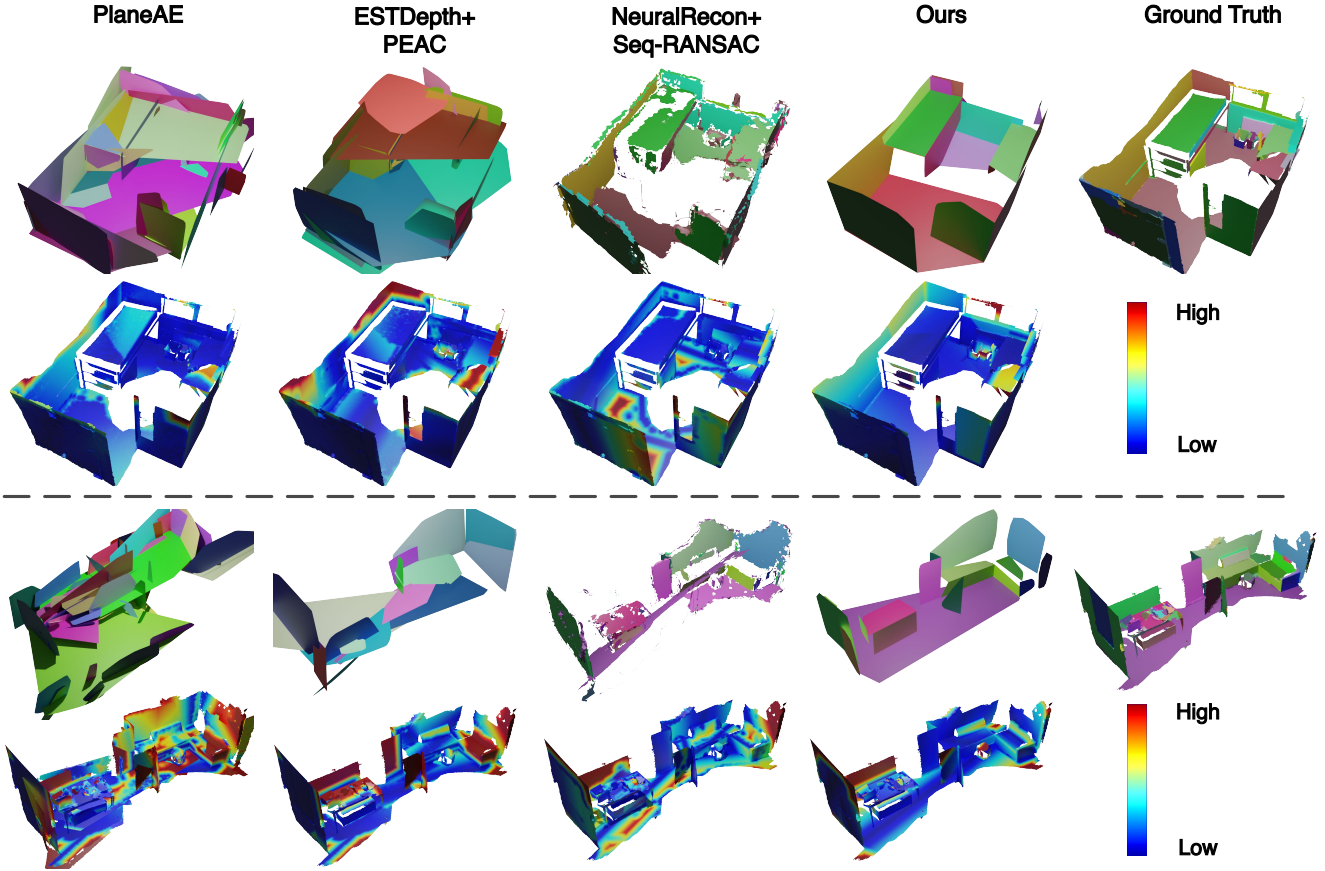 PlaneAE
ESTDepth+
PEAC
NeuralRecon+
Seq-RANSAC
Ours
Ground Truth
High
Low
High
Low